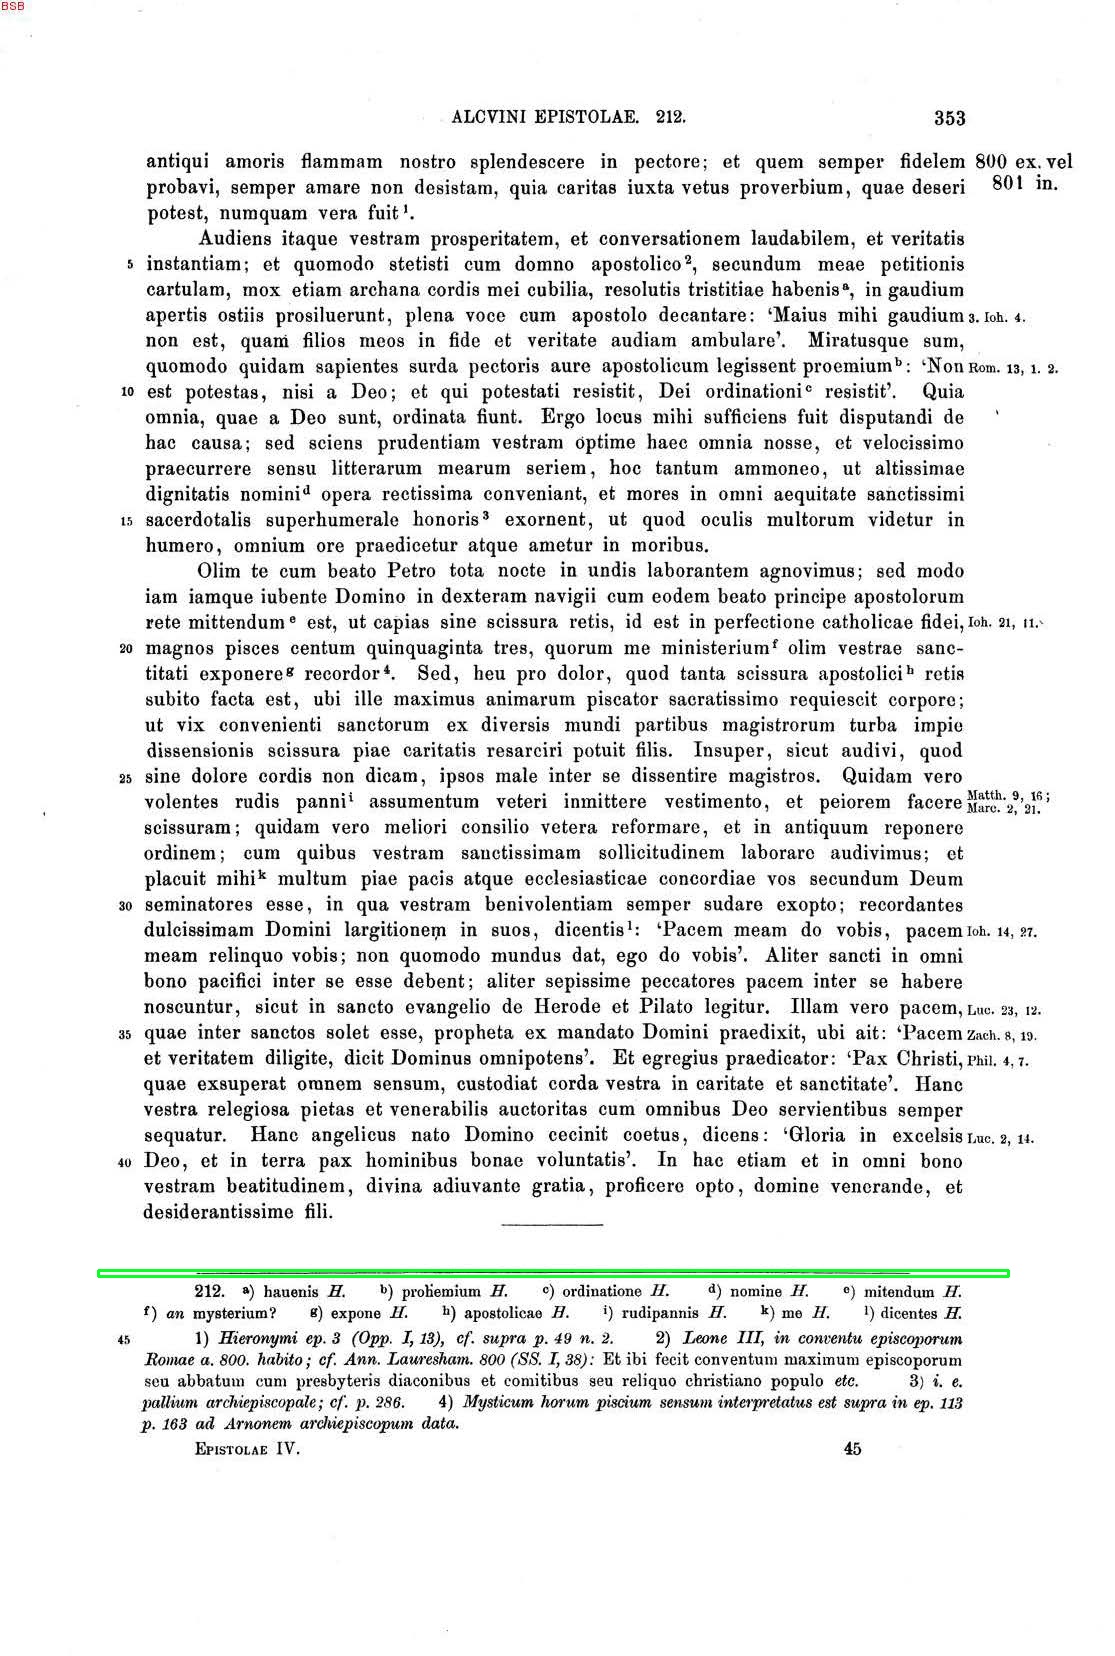 BSB
ALCVINI EPISTOLAE. 212. 353
antiqui amoris flammam nostro splendescere in pectore; et quem semper fidelem 800 ex. vel
probavi, semper amare non desistam, quia caritas iuxta vetus proverbium, quae deseri 801 in.
potest, numquam vera fuit¹.
Audiens itaque vestram prosperitatem, et conversationem laudabilem, et veritatis
5 instantiam; et quomodo stetisti cum domno apostolico², secundum meae petitionis
cartulam, mox etiam archana cordis mei cubilia, resolutis tristitiae habenisᵃ, in gaudium
apertis ostiis prosiluerunt, plena voce cum apostolo decantare: ‘Maius mihi gaudium 3. Ioh. 4.
non est, quam filios meos in fide et veritate audiam ambulare’. Miratusque sum,
quomodo quidam sapientes surda pectoris aure apostolicum legissent proemiumᵇ: ‘Non Rom. 13, 1. 2.
10 est potestas, nisi a Deo; et qui potestati resistit, Dei ordinationiᶜ resistit’. Quia
omnia, quae a Deo sunt, ordinata fiunt. Ergo locus mihi sufficiens fuit disputandi de
hac causa; sed sciens prudentiam vestram optime haec omnia nosse, et velocissimo
praecurrere sensu litterarum mearum seriem, hoc tantum ammoneo, ut altissimae
dignitatis nominiᵈ opera rectissima conveniant, et mores in omni aequitate sanctissimi
15 sacerdotalis superhumerale honoris³ exornent, ut quod oculis multorum videtur in
humero, omnium ore praedicetur atque ametur in moribus.
Olim te cum beato Petro tota nocte in undis laborantem agnovimus; sed modo
iam iamque iubente Domino in dexteram navigii cum eodem beato principe apostolorum
rete mittendumᵉ est, ut capias sine scissura retis, id est in perfectione catholicae fidei, Ioh. 21, 11.
20 magnos pisces centum quinquaginta tres, quorum me ministeriumᶠ olim vestrae sanc-
titati exponereᵍ recordor⁴. Sed, heu pro dolor, quod tanta scissura apostoliciʰ retis
subito facta est, ubi ille maximus animarum piscator sacratissimo requiescit corpore;
ut vix convenienti sanctorum ex diversis mundi partibus magistrorum turba impie
dissensionis scissura piae caritatis resarciri potuit filis. Insuper, sicut audivi, quod
25 sine dolore cordis non dicam, ipsos male inter se dissentire magistros. Quidam vero
volentes rudis panniⁱ assumentum veteri inmittere vestimento, et peiorem facere Matth. 9, 16; Marc. 2, 21.
scissuram; quidam vero meliori consilio vetera reformare, et in antiquum reponere
ordinem; cum quibus vestram sanctissimam sollicitudinem laborare audivimus; et
placuit mihiᵏ multum piae pacis atque ecclesiasticae concordiae vos secundum Deum
30 seminatores esse, in qua vestram benivolentiam semper sudare exopto; recordantes
dulcissimam Domini largitionem in suos, dicentisˡ: ‘Pacem meam do vobis, pacem Ioh. 14, 27.
meam relinquo vobis; non quomodo mundus dat, ego do vobis’. Aliter sancti in omni
bono pacifici inter se esse debent; aliter sepissime peccatores pacem inter se habere
noscuntur, sicut in sancto evangelio de Herode et Pilato legitur. Illam vero pacem, Luc. 23, 12.
35 quae inter sanctos solet esse, propheta ex mandato Domini praedixit, ubi ait: ‘Pacem Zach. 8, 19.
et veritatem diligite, dicit Dominus omnipotens’. Et egregius praedicator: ‘Pax Christi, Phil. 4, 7.
quae exsuperat omnem sensum, custodiat corda vestra in caritate et sanctitate’. Hanc
vestra relegiosa pietas et venerabilis auctoritas cum omnibus Deo servientibus semper
sequatur. Hanc angelicus nato Domino cecinit coetus, dicens: ‘Gloria in excelsis Luc. 2, 14.
40 Deo, et in terra pax hominibus bonae voluntatis’. In hac etiam et in omni bono
vestram beatitudinem, divina adiuvante gratia, proficere opto, domine venerande, et
desiderantissime fili.
212. ᵃ) hauenis H. ᵇ) prohemium H. ᶜ) ordinatione H. ᵈ) nomine H. ᵉ) mitendum H.
ᶠ) an mysterium? ᵍ) expone H. ʰ) apostolicae H. ⁱ) rudipannis H. ᵏ) me H. ˡ) dicentes H.
45 1) Hieronymi ep. 3 (Opp. I, 13), cf. supra p. 49 n. 2. 2) Leone III, in conventu episcoporum
Romae a. 800. habito; cf. Ann. Lauresham. 800 (SS. I, 38): Et ibi fecit conventum maximum episcoporum
seu abbatum cum presbyteris diaconibus et comitibus seu reliquo christiano populo etc. 3) i. e.
pallium archiepiscopale; cf. p. 286. 4) Mysticum horum piscium sensum interpretatus est supra in ep. 113
p. 163 ad Arnonem archiepiscopum data.
EPISTOLAE IV. 45